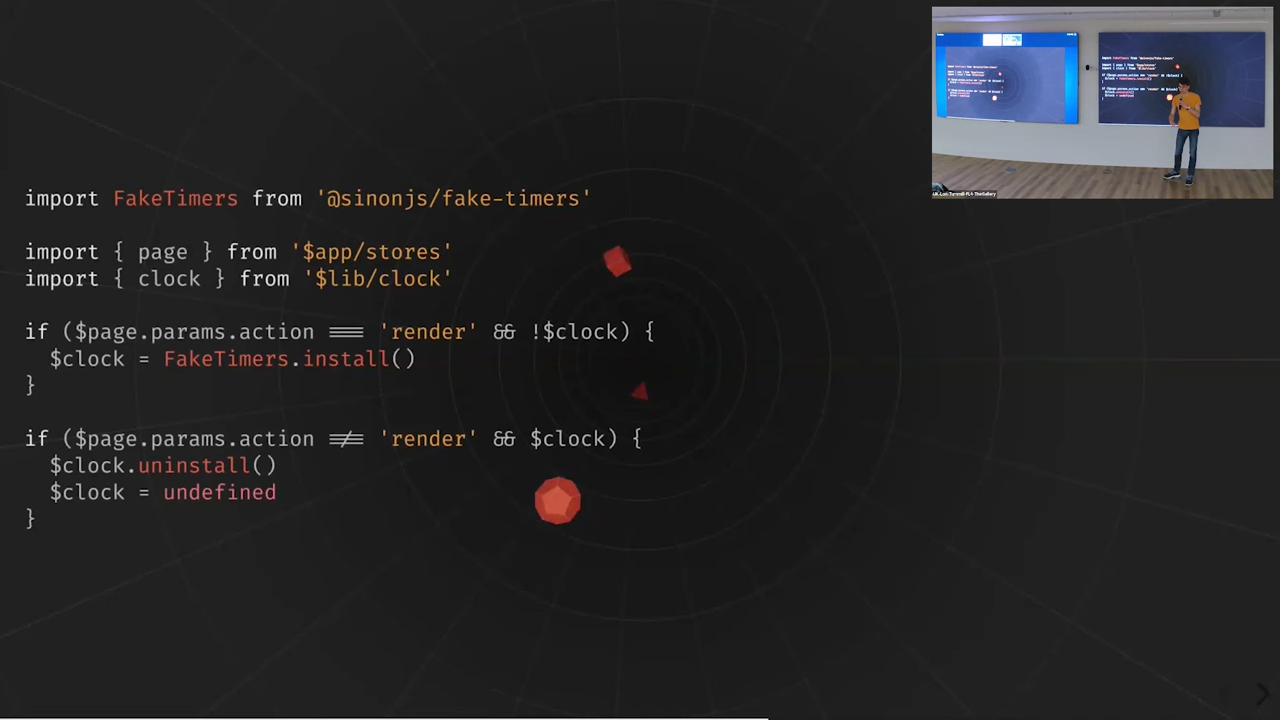 import FakeTimers from '@sinonjs/fake-timers'
import { page } from '$app/stores'
import { clock } from '$lib/clock'
if ($page.params.action === 'render' && !$clock) {
$clock = FakeTimers.install()
}
if ($page.params.action !== 'render' && $clock) {
$clock.uninstall()
$clock = undefined
}